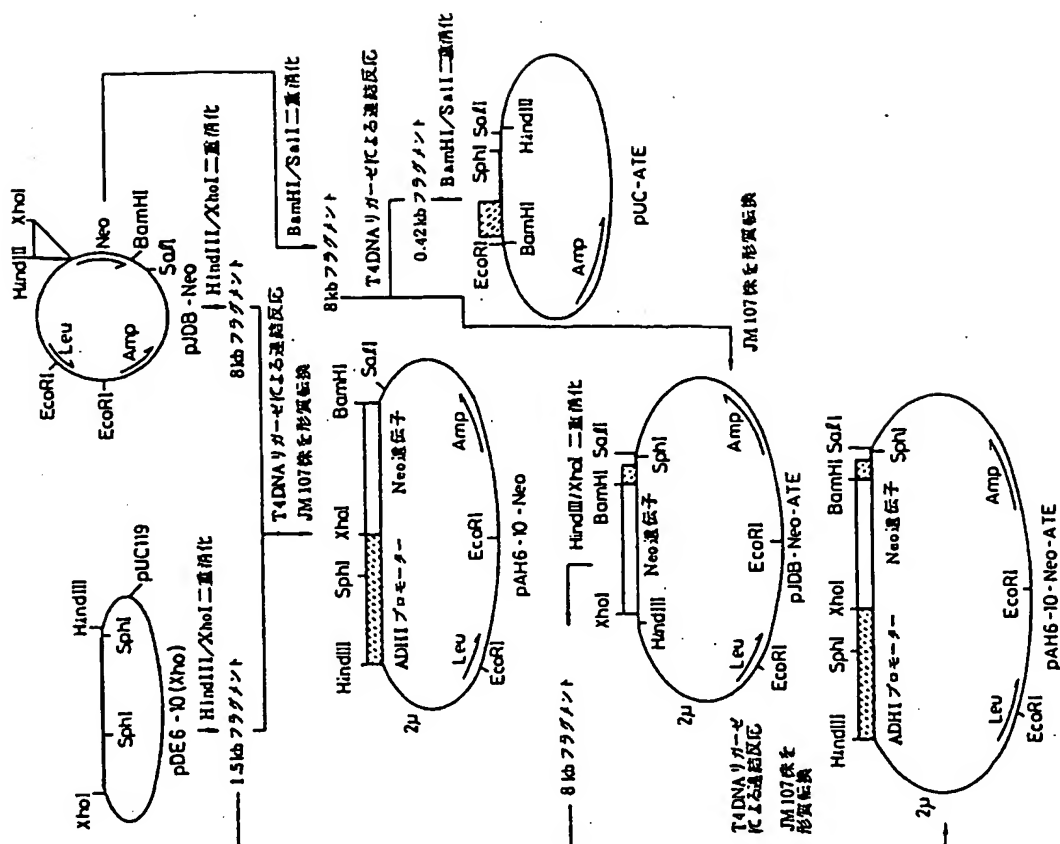 XhoI
SphI
HindIII
SphI
pUC119
pDE6-10(Xho)
HindIII/XhoI二重消化
1.5kbフラグメント
HindIII
XhoI
Neo
BamHI
SalI
EcoRI
Leu
EcoRI
Amp
pJDB-Neo
HindIII/XhoI二重消化
8kbフラグメント
T4DNAリガーゼによる連結反応
JM107株を形質転換
BamHI/SalI二重消化
8kbフラグメント
HindIII
SphI
XhoI
BamHI
SalI
ADHIプロモーター
Neo遺伝子
2μ
Leu
EcoRI
EcoRI
Amp
pAH6-10-Neo
T4DNAリガーゼによる連結反応
0.42kbフラグメント
BamHI/SalI二重消化
EcoRI
SphI
SalI
BamHI
HindIII
Amp
pUC-ATE
JM107株を形質転換
HindIII/XhoI二重消化
8kbフラグメント
XhoI
BamHI
SalI
HindIII
Neo遺伝子
SphI
2μ
Leu
EcoRI
EcoRI
Amp
pJDB-Neo-ATE
T4DNAリガーゼ
による連結反応
JM107株を
形質転換
HindIII
SphI
XhoI
BamHI
SalI
ADHIプロモーター
Neo遺伝子
SphI
2μ
Leu
EcoRI
EcoRI
Amp
pAH6-10-Neo-ATE